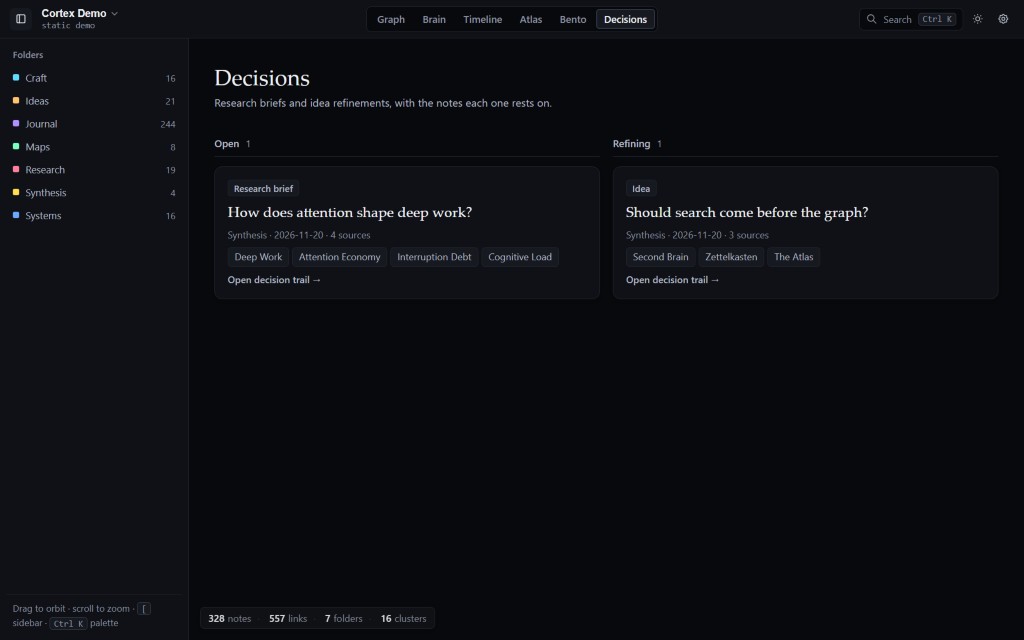 Cortex Demo
static demo
Graph Brain Timeline Atlas Bento Decisions
Search Ctrl K
Folders
Craft 16
Ideas 21
Journal 244
Maps 8
Research 19
Synthesis 4
Systems 16
Drag to orbit · scroll to zoom · [
sidebar · Ctrl K palette
Decisions
Research briefs and idea refinements, with the notes each one rests on.
Open 1
Research brief
How does attention shape deep work?
Synthesis · 2026-11-20 · 4 sources
Deep Work Attention Economy Interruption Debt Cognitive Load
Open decision trail →
Refining 1
Idea
Should search come before the graph?
Synthesis · 2026-11-20 · 3 sources
Second Brain Zettelkasten The Atlas
Open decision trail →
328 notes 557 links 7 folders 16 clusters